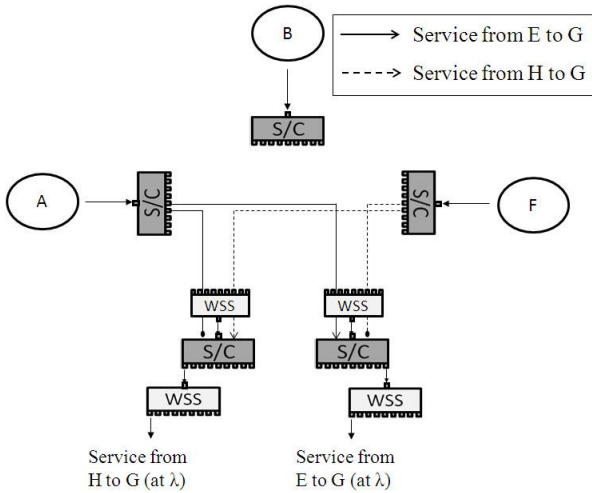 B
Service from E to G
Service from H to G
S/C
A
S/C
S/C
F
WSS
WSS
S/C
S/C
WSS
WSS
Service from
H to G (at λ)
Service from
E to G (at λ)